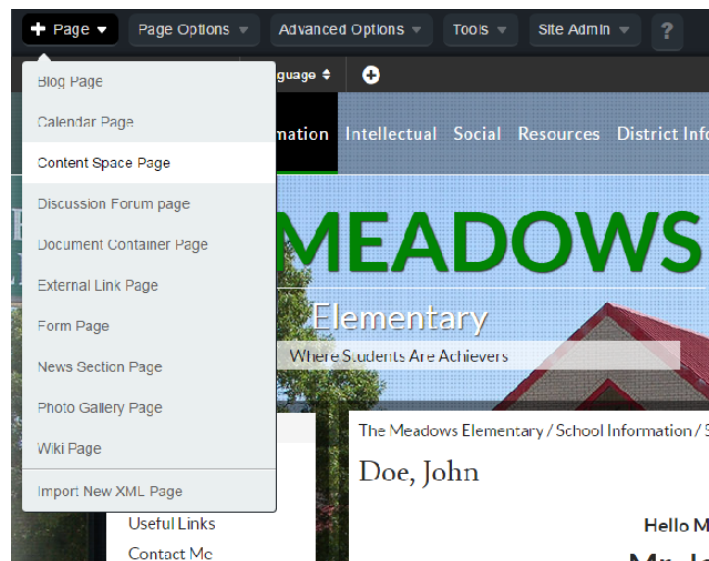 + Page Page Options Advanced Options Tools Site Admin ?
Blog Page
guage
Calendar Page
mation Intellectual Social Resources District Info
Content Space Page
Discussion Forum page
MEADOWS
Document Container Page
External Link Page
Elementary
Form Page
Where Students Are Achievers
News Section Page
Photo Gallery Page
The Meadows Elementary / School Information / S
Wiki Page
Doe, John
Import New XML Page
Useful Links
Hello M
Contact Me